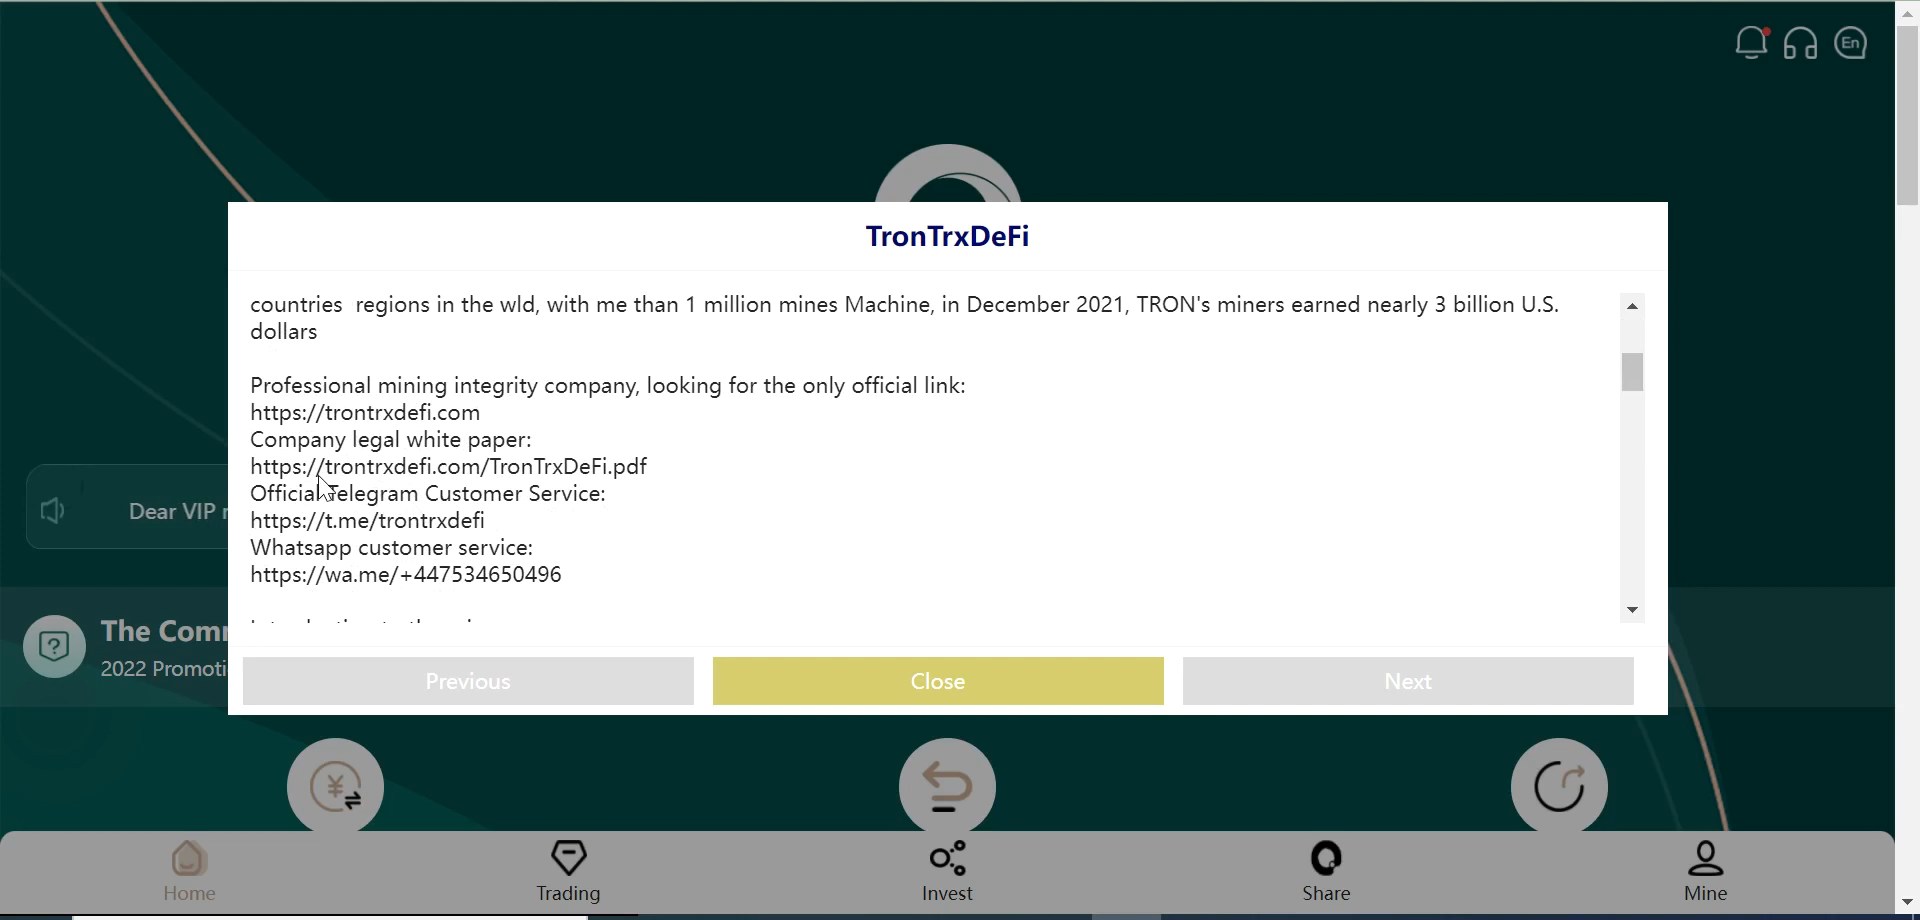 En
TronTrxDeFi
countries regions in the wld, with me than 1 million mines Machine, in December 2021, TRON's miners earned nearly 3 billion U.S.
dollars
Professional mining integrity company, looking for the only official link:
https://trontrxdefi.com
Company legal white paper:
https://trontrxdefi.com/TronTrxDeFi.pdf
Official Telegram Customer Service:
https://t.me/trontrxdefi
Whatsapp customer service:
https://wa.me/+447534650496
Dear VIP
The Com
2022 Promoti
Previous
Close
Next
¥
Home
Trading
Invest
Share
Mine